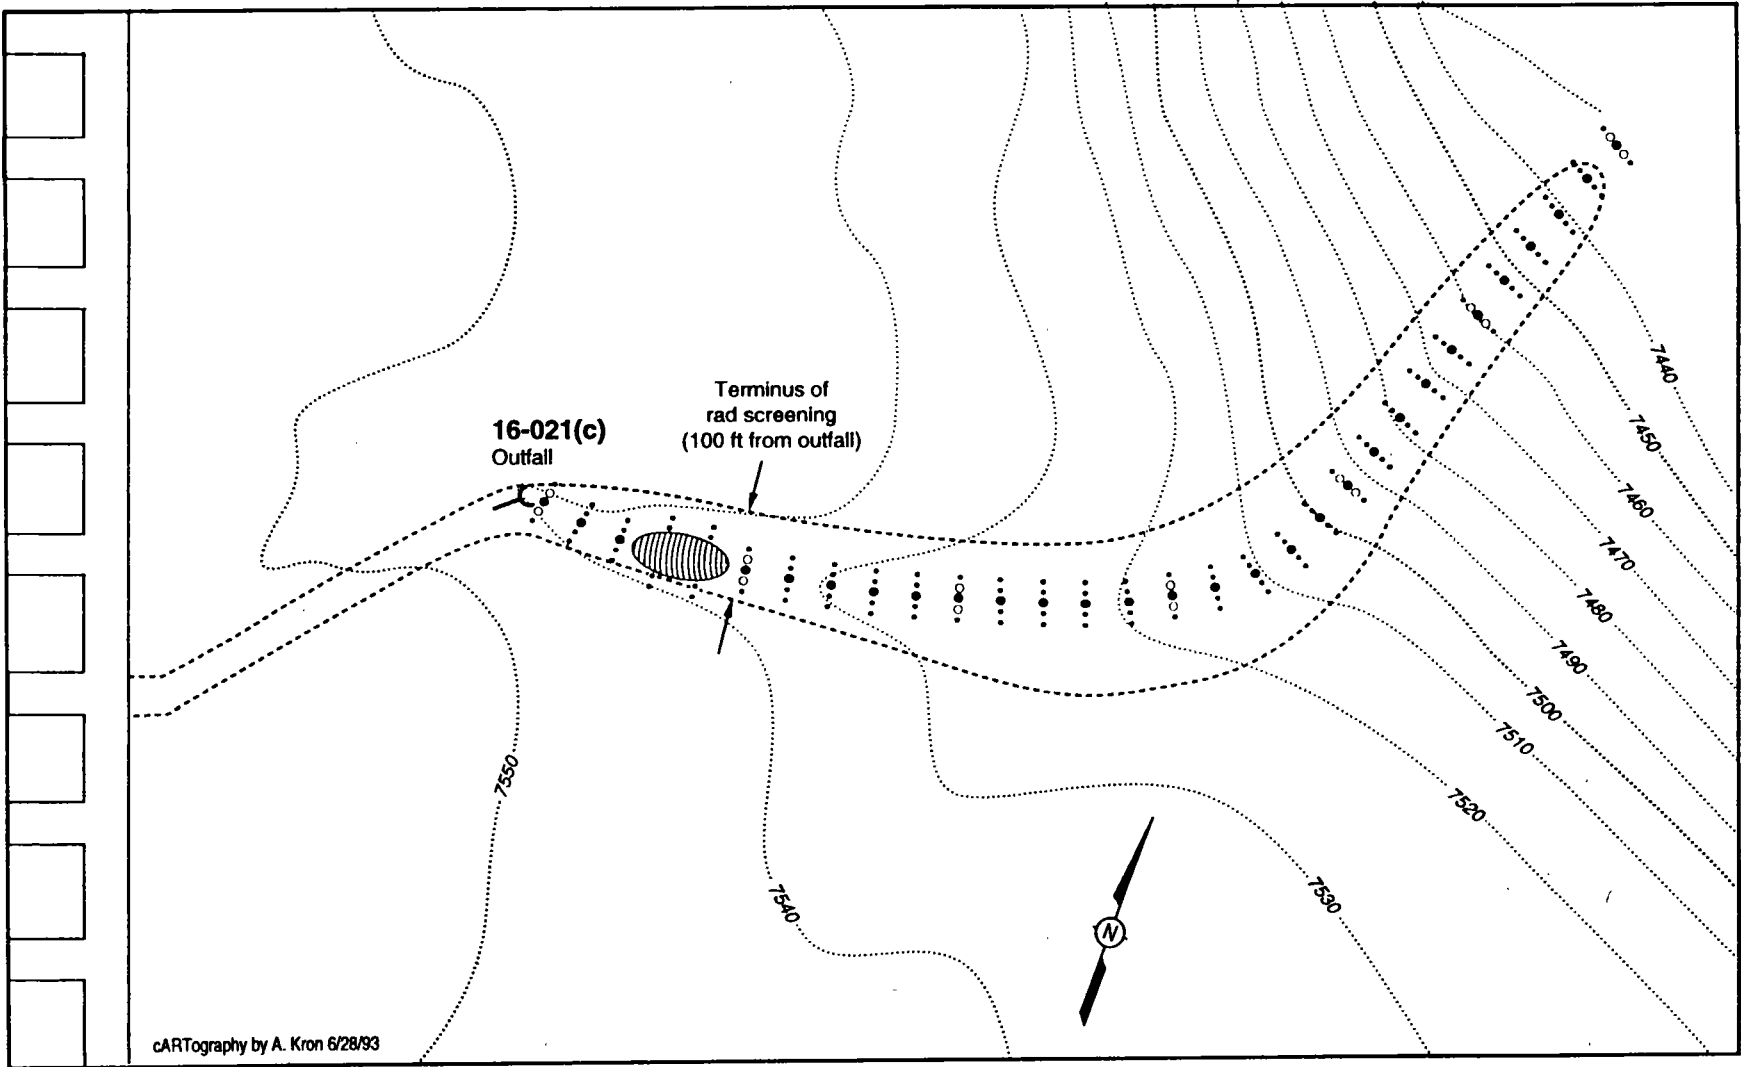 Terminus of
rad screening
(100 ft from outfall)
16-021(c)
Outfall
7440
7450
7460
7470
7480
7490
7500
7510
7520
7530
7540
7550
N
cARTography by A. Kron 6/28/93